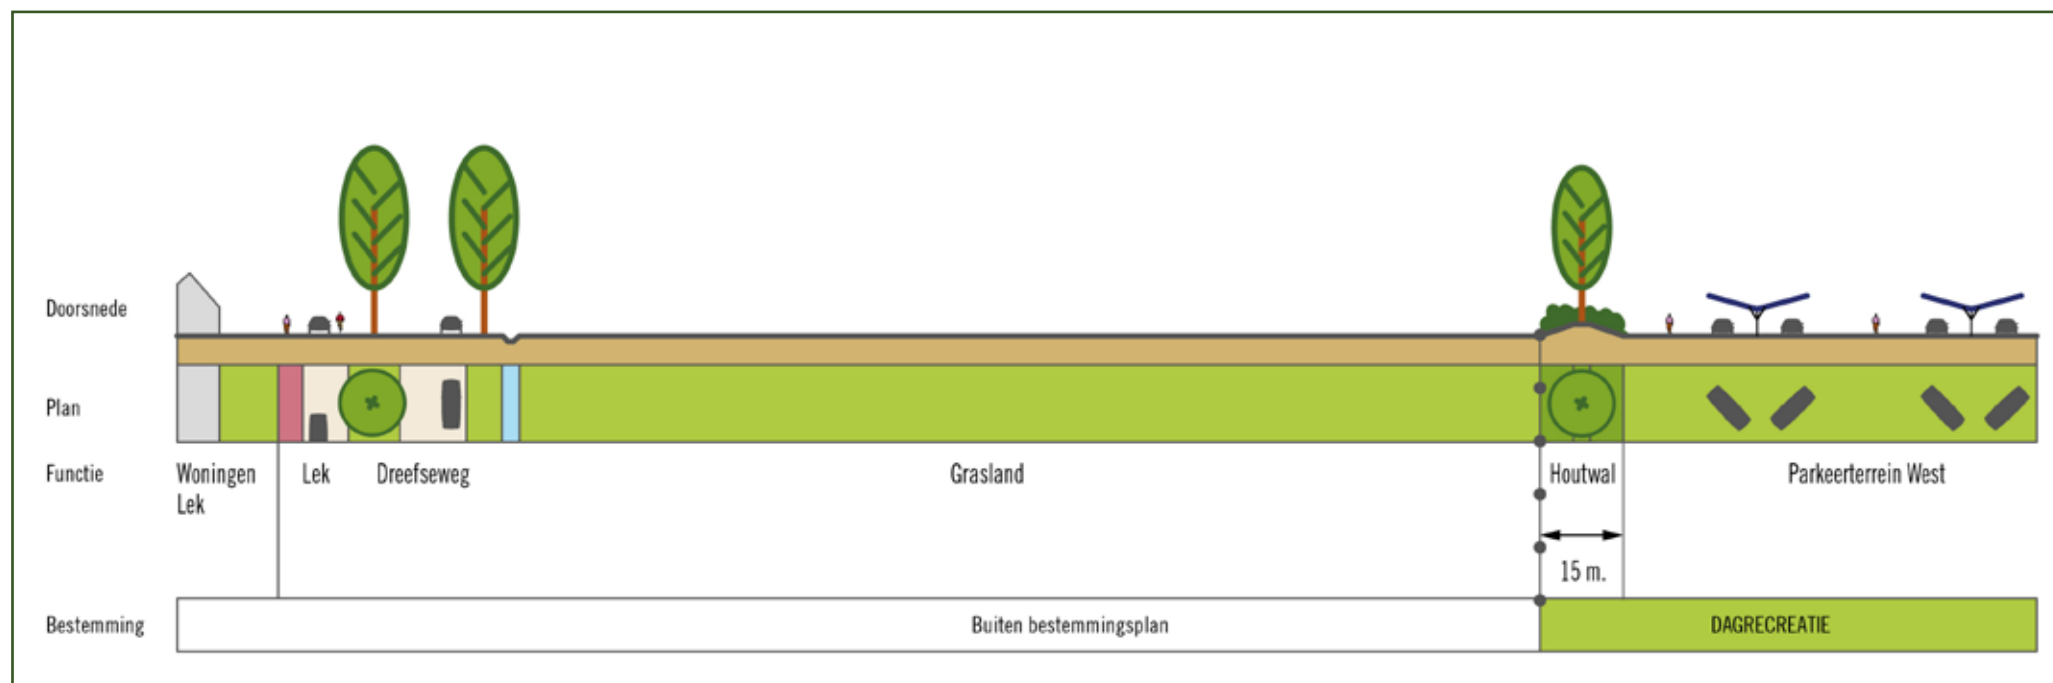 Doorsnede
Plan
Functie
Woningen
Lek
Lek
Dreefseweg
Grasland
Houtwal
Parkeerterrein West
15 m.
Bestemming
Buiten bestemmingsplan
DAGRECREATIE